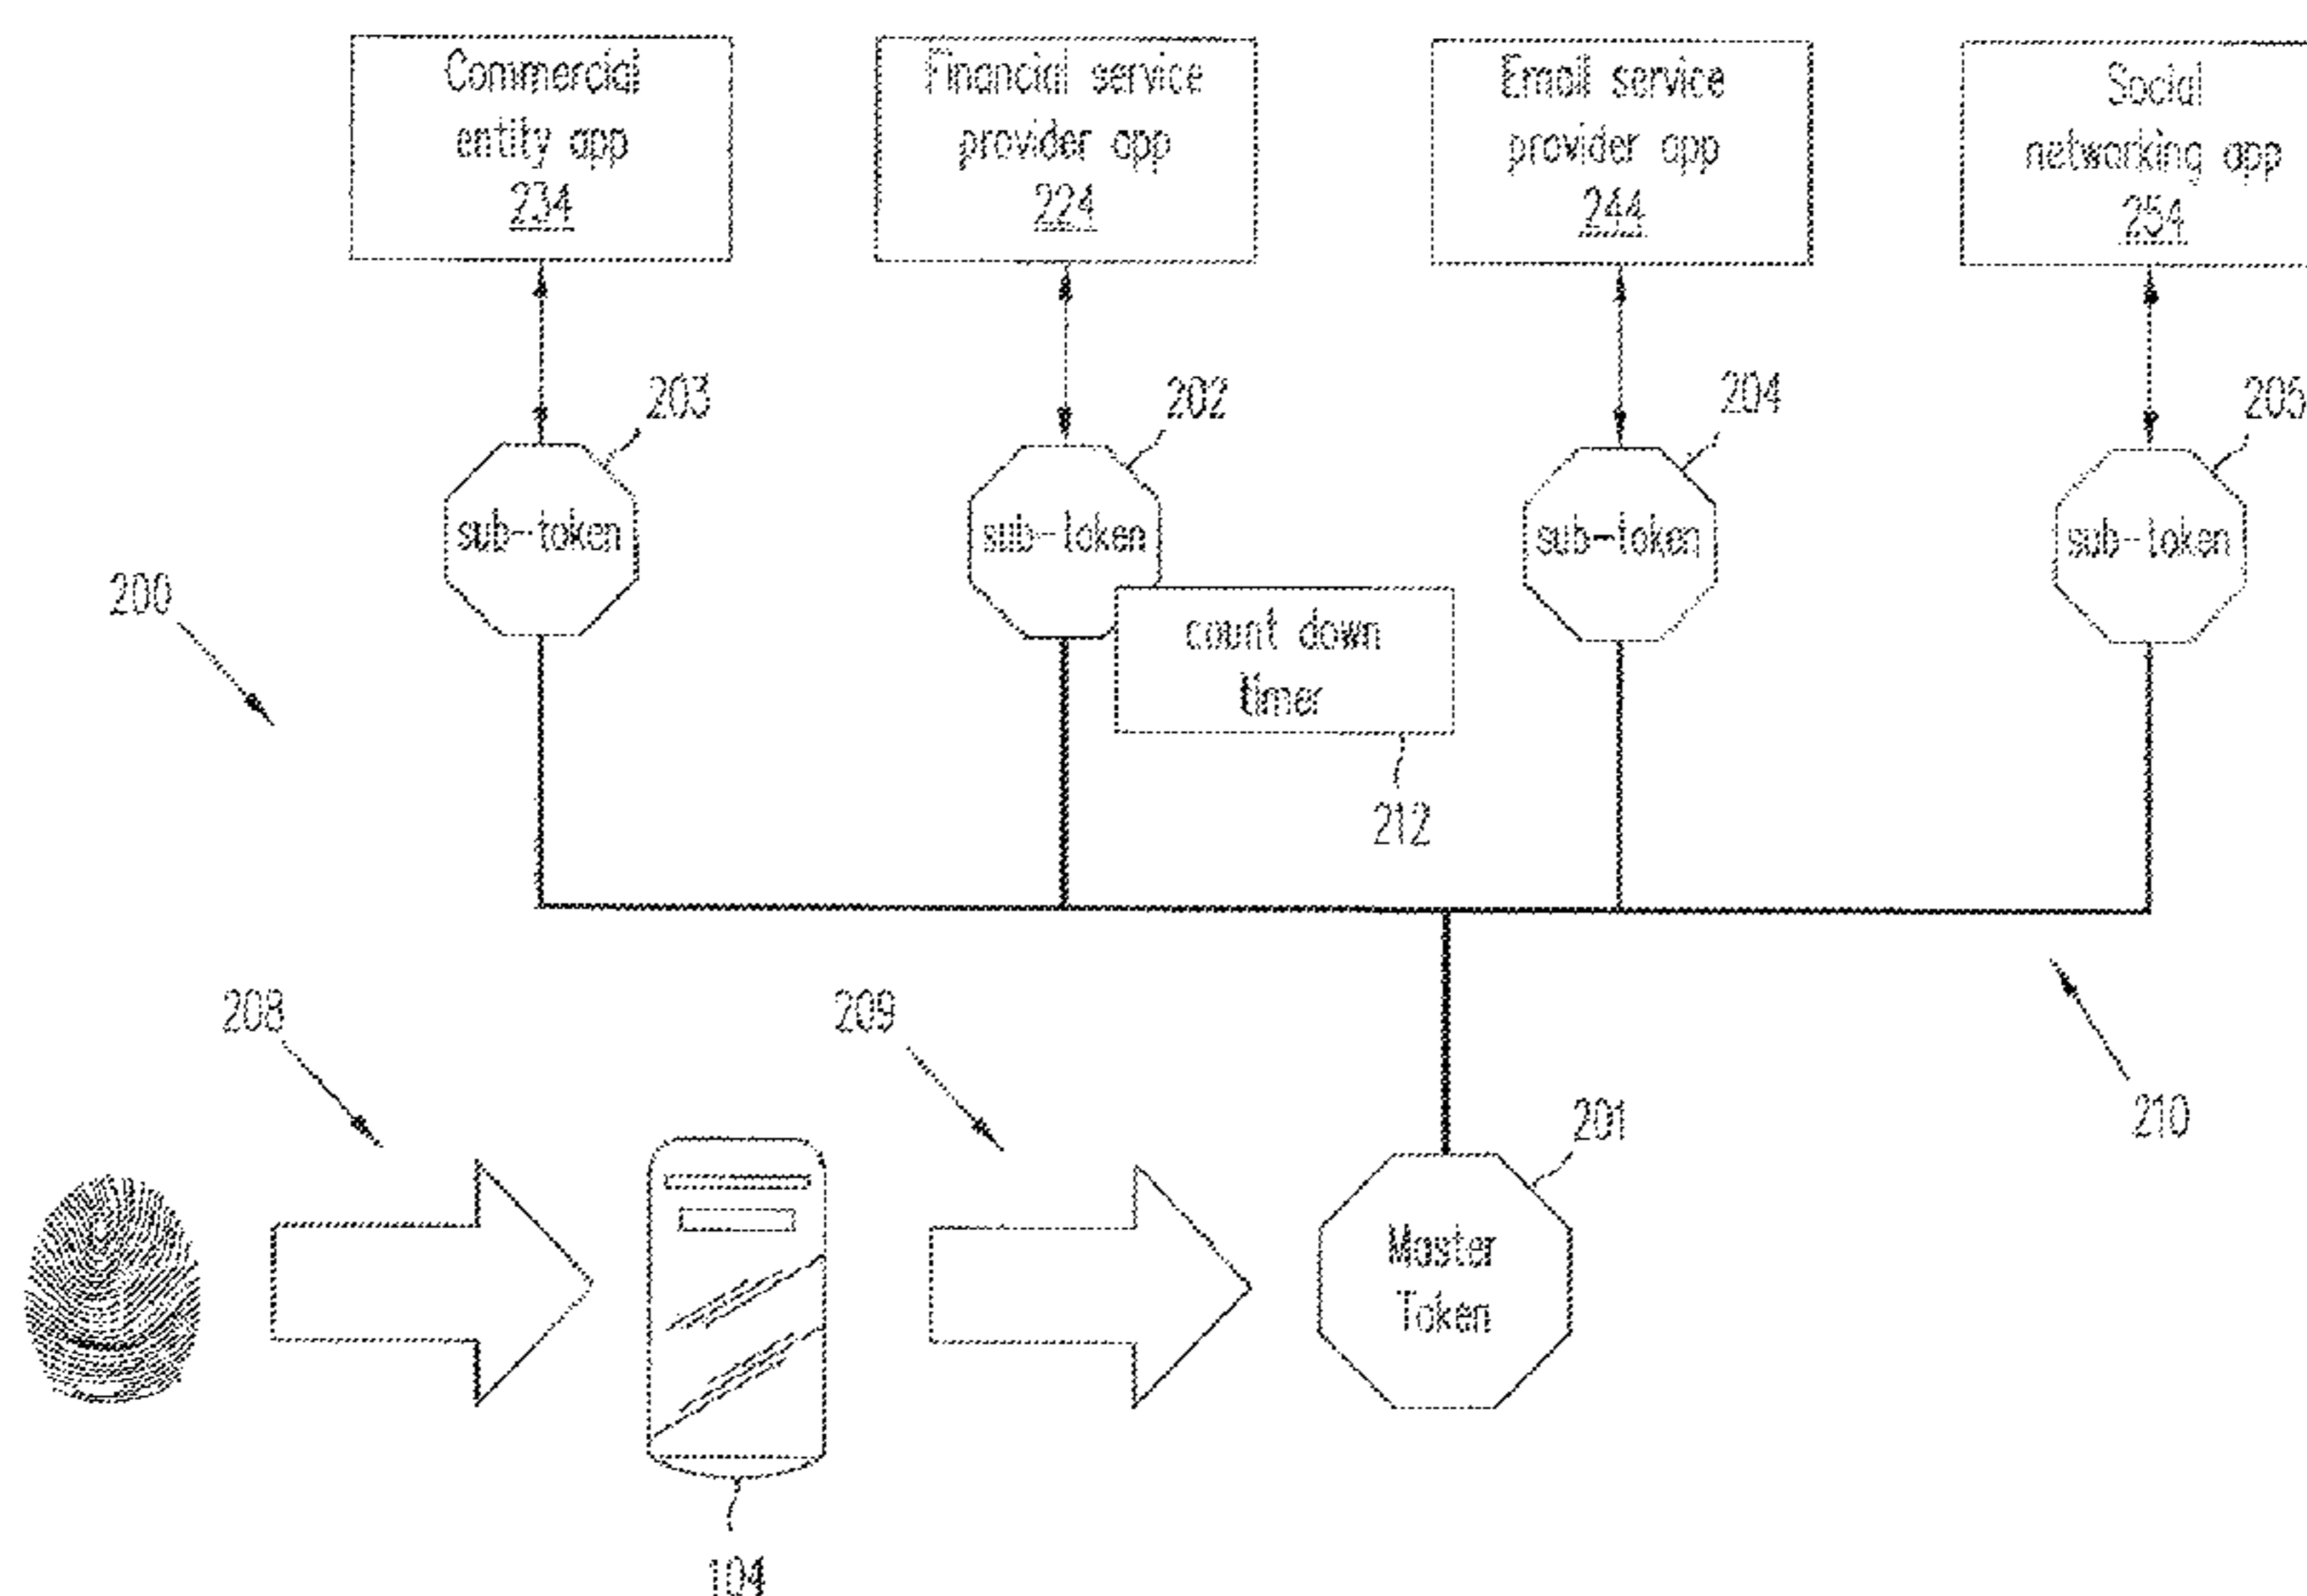 Commercial
entity app
234
Financial service
provider app
224
Email service
provider app
244
Social
networking app
254
203
202
204
205
sub-token
sub-token
sub-token
sub-token
200
count down
timer
212
208
209
210
201
Master
Token
104